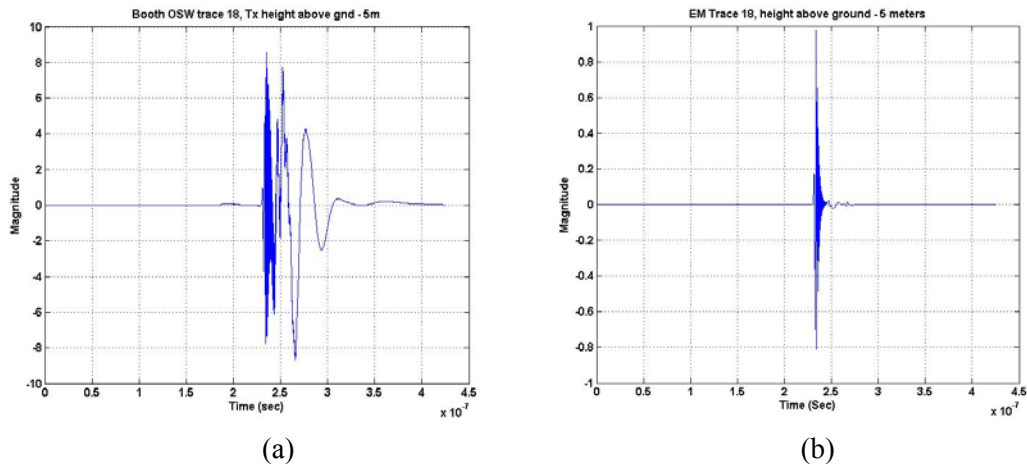 Booth OSW trace 18, Tx height above gnd - 5m
10
8
6
4
2
0
-2
-4
-6
-8
-10
Magnitude
0 0.5 1 1.5 2 2.5 3 3.5 4 4.5
Time (sec)
x 10^-7
(a)
EM Trace 18, height above ground - 5 meters
1
0.8
0.6
0.4
0.2
0
-0.2
-0.4
-0.6
-0.8
-1
Magnitude
0 0.5 1 1.5 2 2.5 3 3.5 4 4.5
Time (Sec)
x 10^-7
(b)